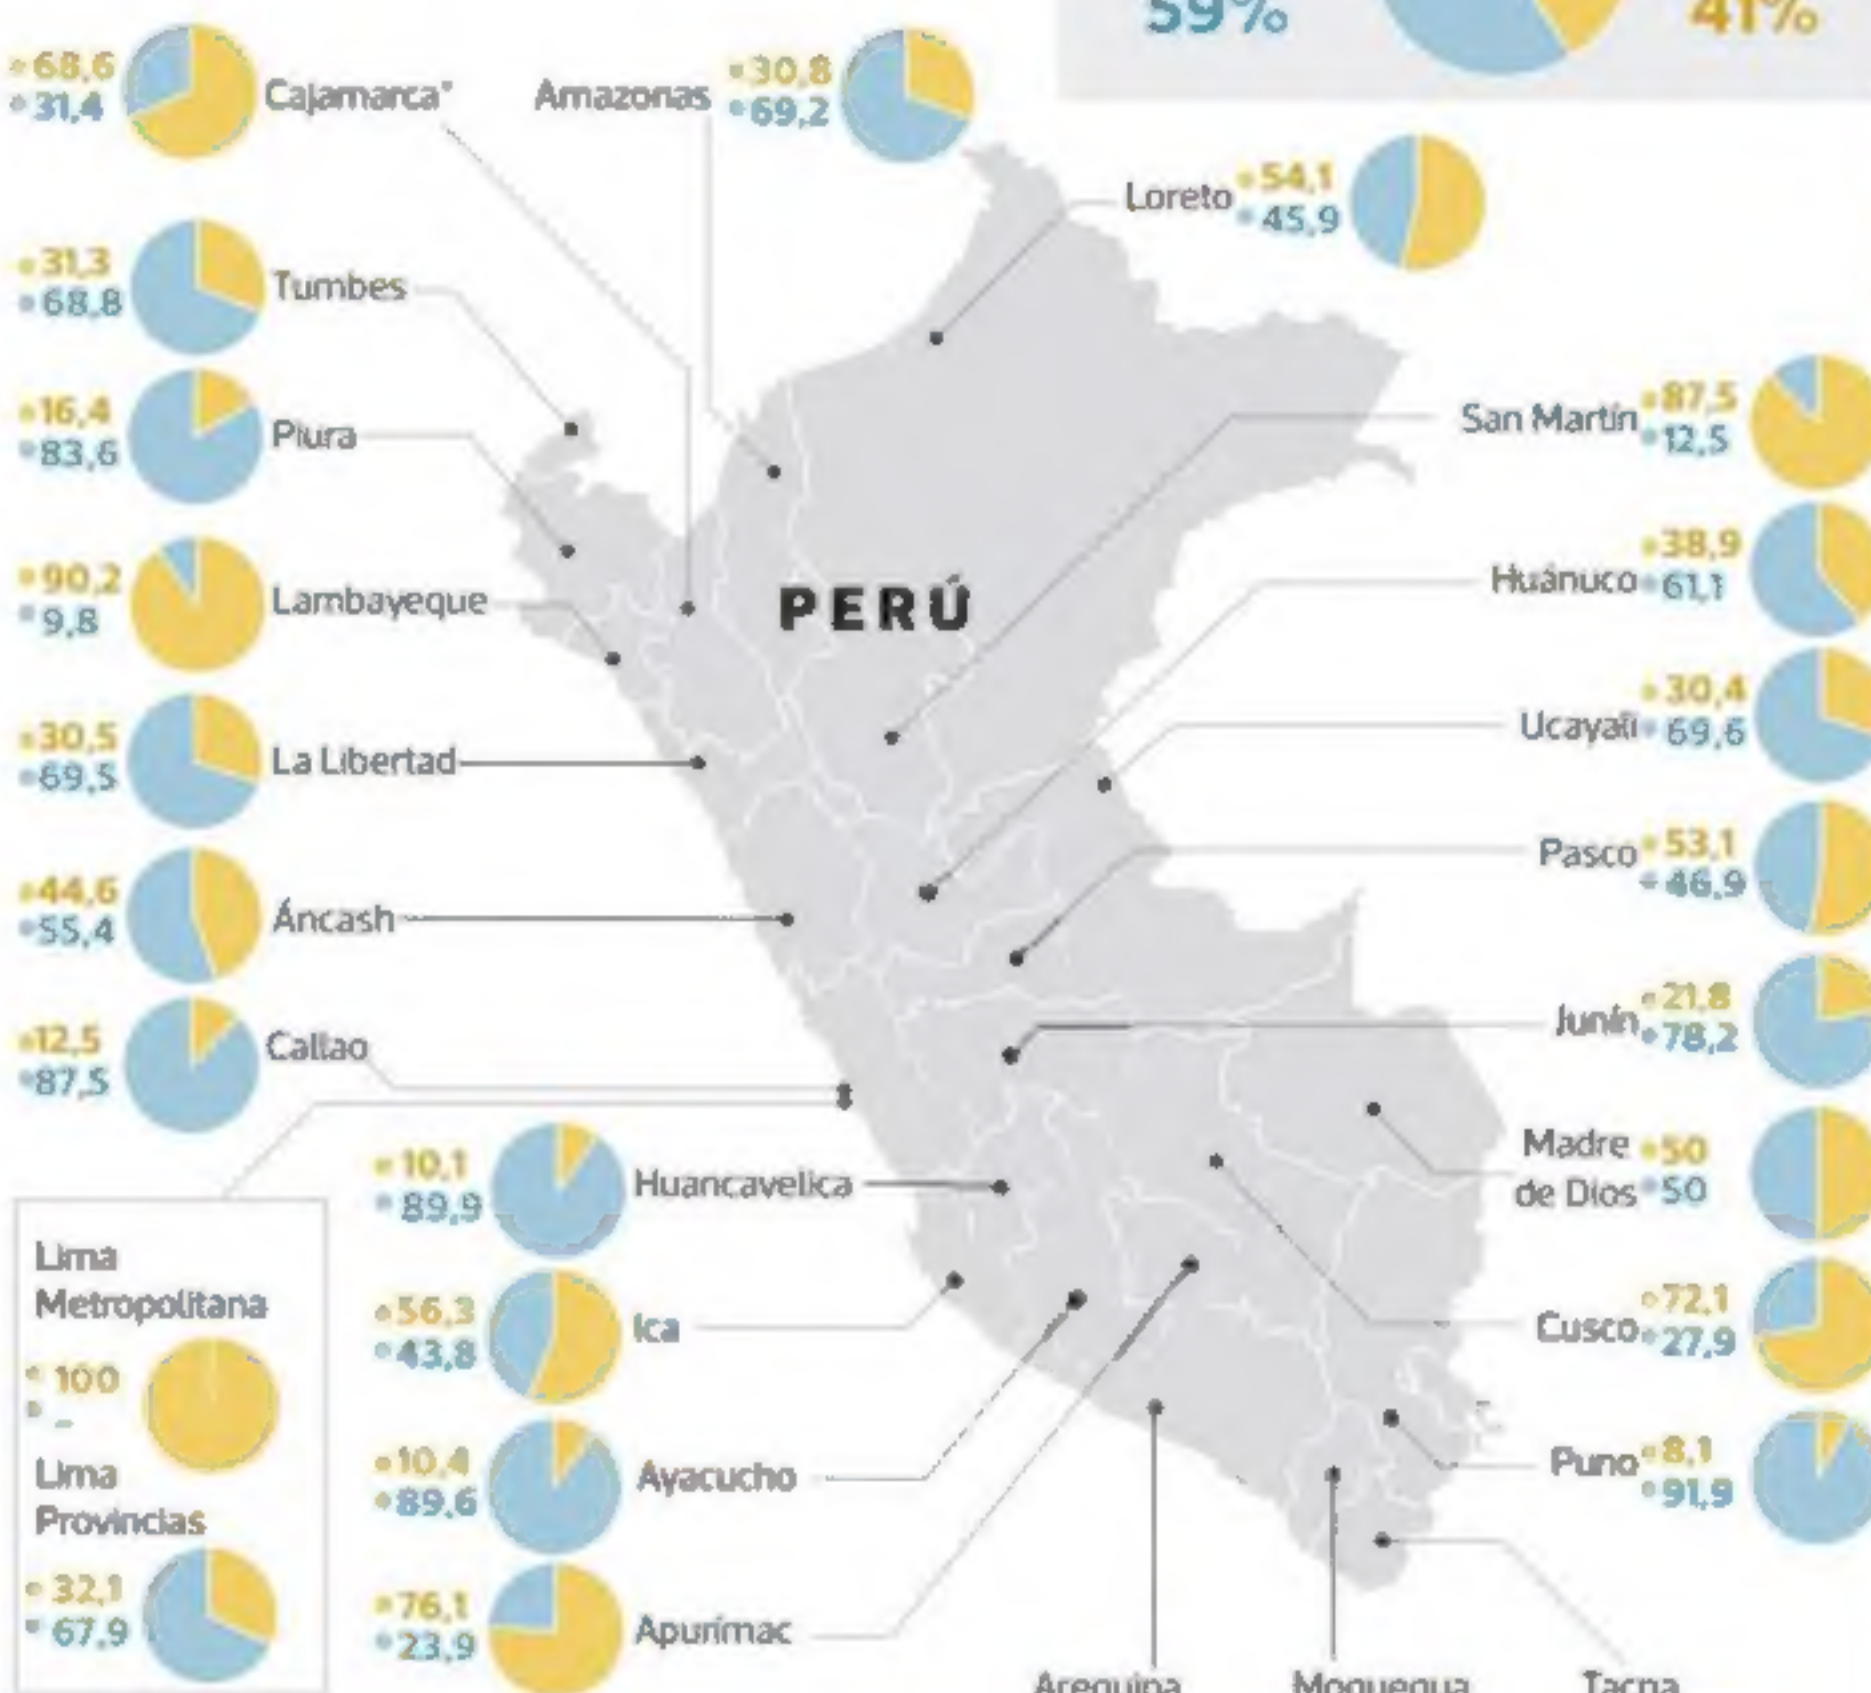 59%
41%
68,6
31,4
Cajamarca*
Amazonas
30,8
69,2
Loreto
54,1
45,9
31,3
68,8
Tumbes
San Martín
87,5
12,5
16,4
83,6
Piura
Huánuco
38,9
61,1
90,2
9,8
Lambayeque
PERÚ
Ucayali
30,4
69,6
30,5
69,5
La Libertad
Pasco
53,1
46,9
44,6
55,4
Áncash
Junín
21,8
78,2
12,5
87,5
Callao
Madre
de Dios
50
50
10,1
89,9
Huancavelica
Lima
Metropolitana
100
-
56,3
43,8
Ica
Cusco
72,1
27,9
Lima
Provincias
32,1
67,9
10,4
89,6
Ayacucho
Puno
8,1
91,9
76,1
23,9
Apurímac
Arequipa
Moquegua
Tacna